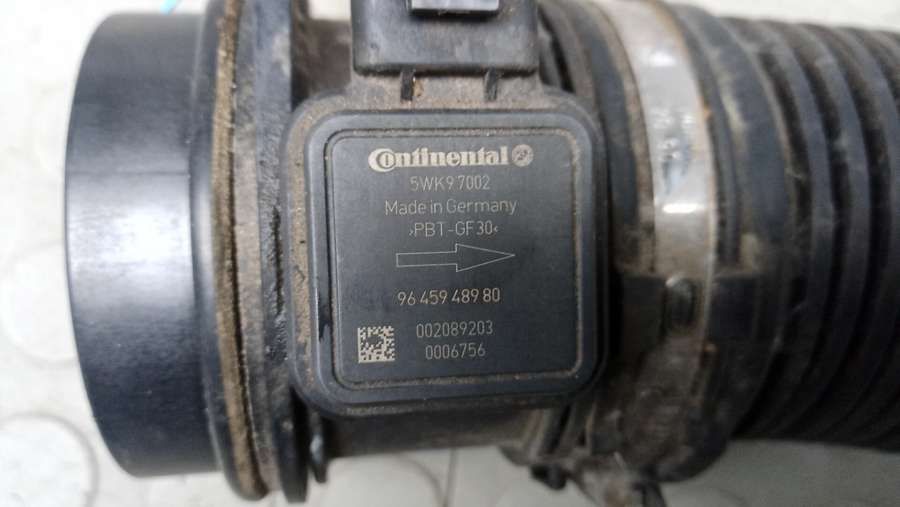 Continental
5WK9 7002
Made in Germany
›PBT-GF30‹
96 459 489 80
002089203
0006756